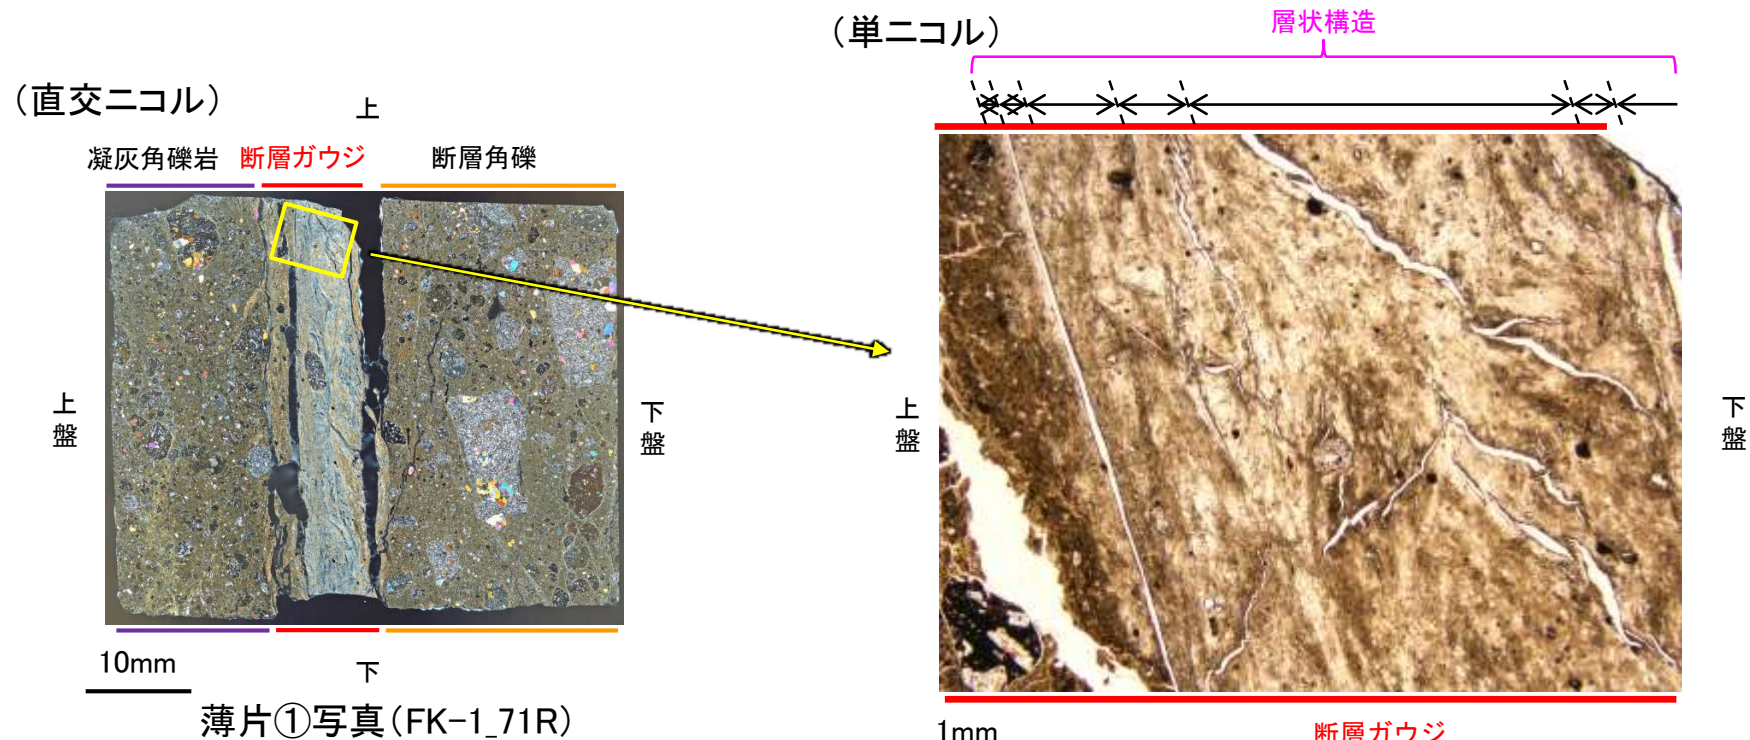 (単ニコル)
層状構造
(直交ニコル)
上
凝灰角礫岩
断層ガウジ
断層角礫
上盤
下盤
上盤
下盤
10mm
下
薄片①写真(FK-1_71R)
1mm
断層ガウジ